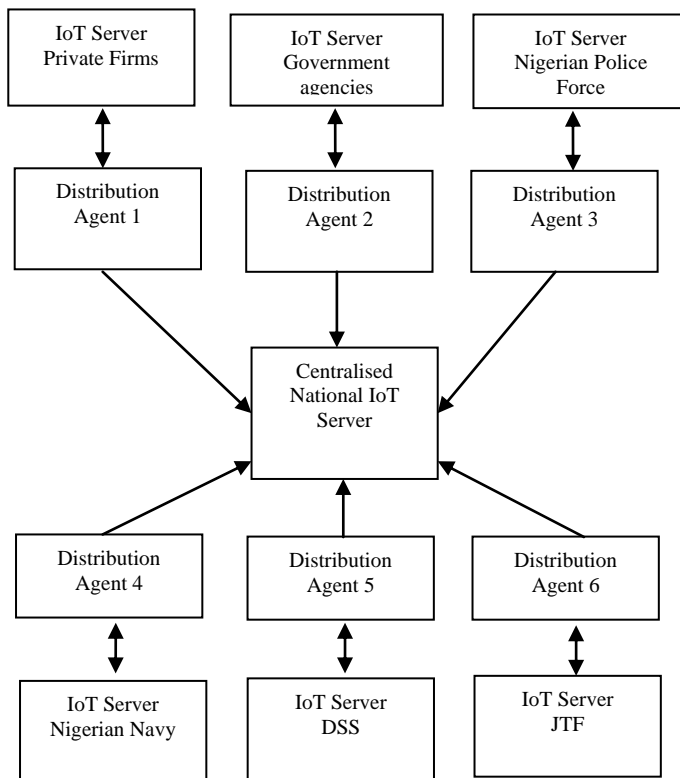 IoT Server
Private Firms
IoT Server
Government
agencies
IoT Server
Nigerian Police
Force
Distribution
Agent 1
Distribution
Agent 2
Distribution
Agent 3
Centralised
National IoT
Server
Distribution
Agent 4
Distribution
Agent 5
Distribution
Agent 6
IoT Server
Nigerian Navy
IoT Server
DSS
IoT Server
JTF